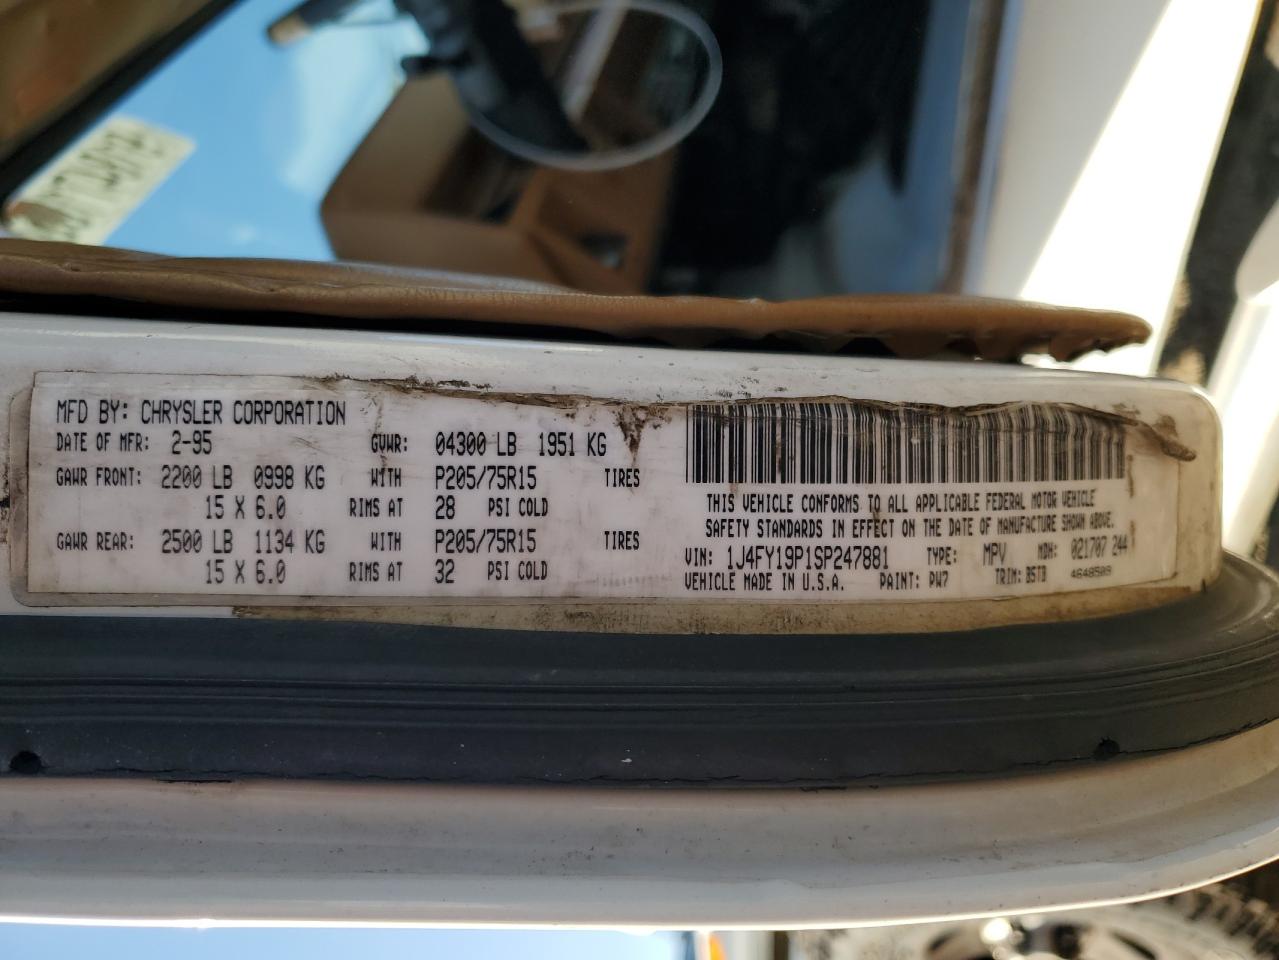 MFD BY: CHRYSLER CORPORATION
DATE OF MFR: 2-95 GVWR: 04300 LB 1951 KG
GAWR FRONT: 2200 LB 0998 KG WITH P205/75R15 TIRES
15 X 6.0 RIMS AT 28 PSI COLD
GAWR REAR: 2500 LB 1134 KG WITH P205/75R15 TIRES
15 X 6.0 RIMS AT 32 PSI COLD
THIS VEHICLE CONFORMS TO ALL APPLICABLE FEDERAL MOTOR VEHICLE
SAFETY STANDARDS IN EFFECT ON THE DATE OF MANUFACTURE SHOWN ABOVE.
VIN: 1J4FY19P1SP247881 TYPE: MPV MDH: 021707 244
VEHICLE MADE IN U.S.A. PAINT: PW7 TRIM: BSTB 4648509